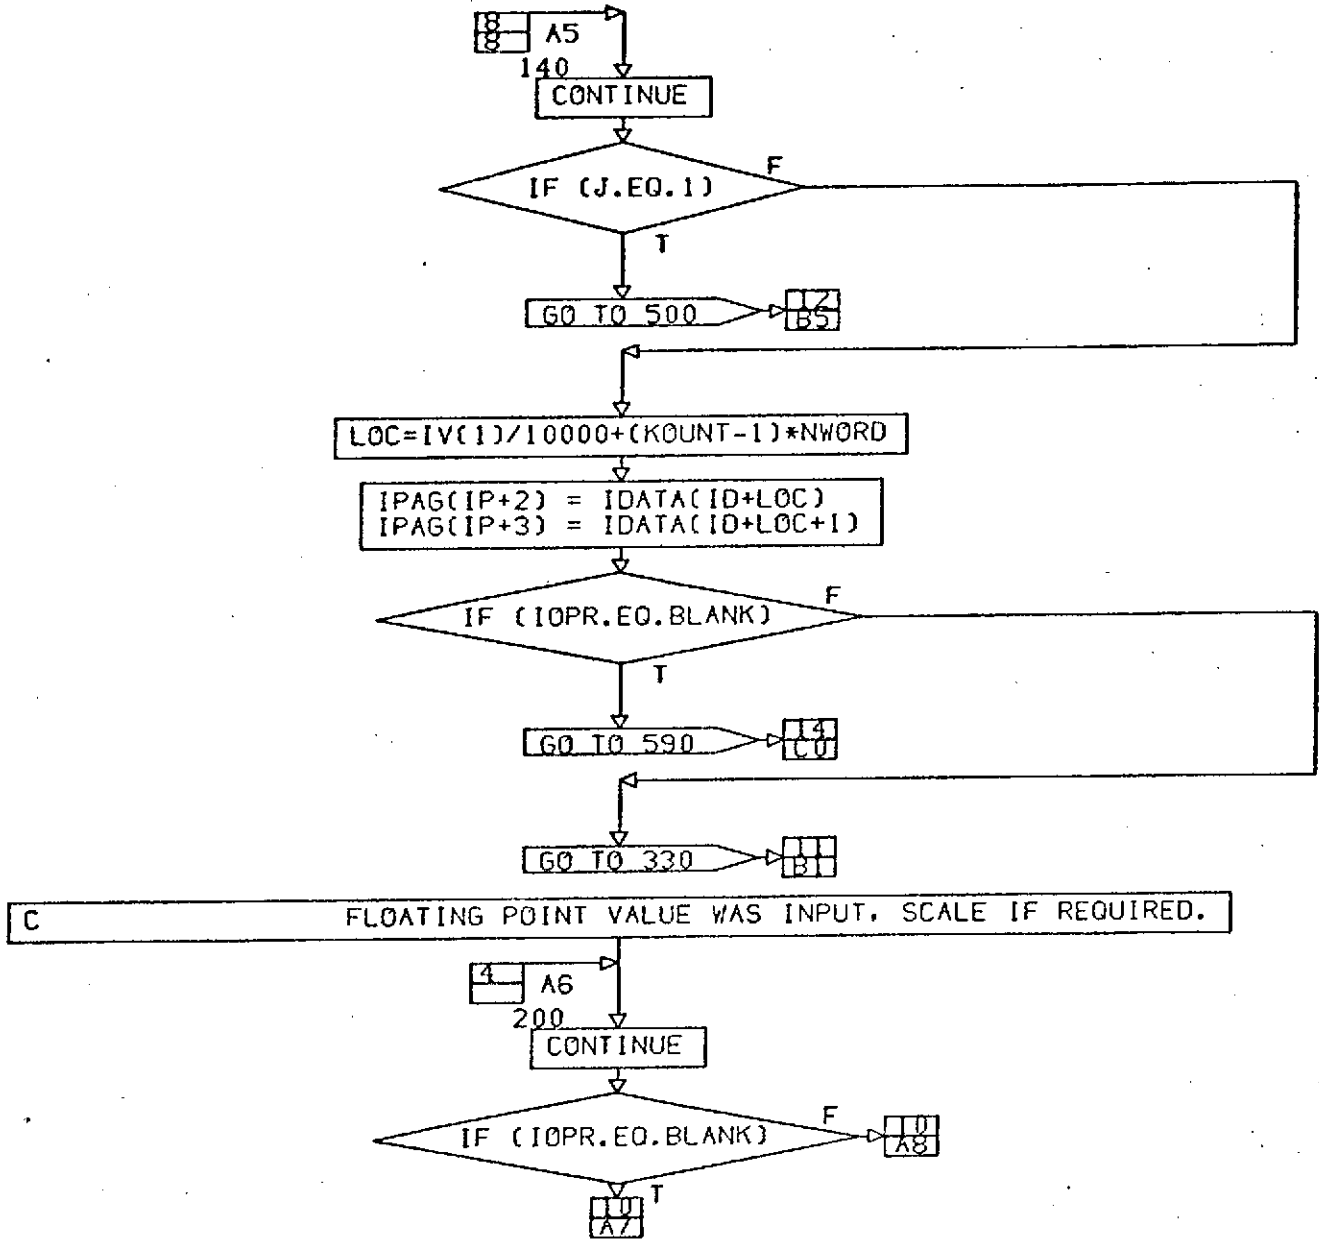 8
8
A5
140
CONTINUE
IF (J.EQ.1)
F
T
GO TO 500
12
B5
LOC=IV(1)/10000+(KOUNT-1)*NWORD
IPAG(IP+2) = IDATA(ID+LOC)
IPAG(IP+3) = IDATA(ID+LOC+1)
IF (IOPR.EQ.BLANK)
F
T
GO TO 590
14
C0
GO TO 330
11
B1
C FLOATING POINT VALUE WAS INPUT. SCALE IF REQUIRED.
4
A6
200
CONTINUE
IF (IOPR.EQ.BLANK)
F
10
A8
T
10
A7